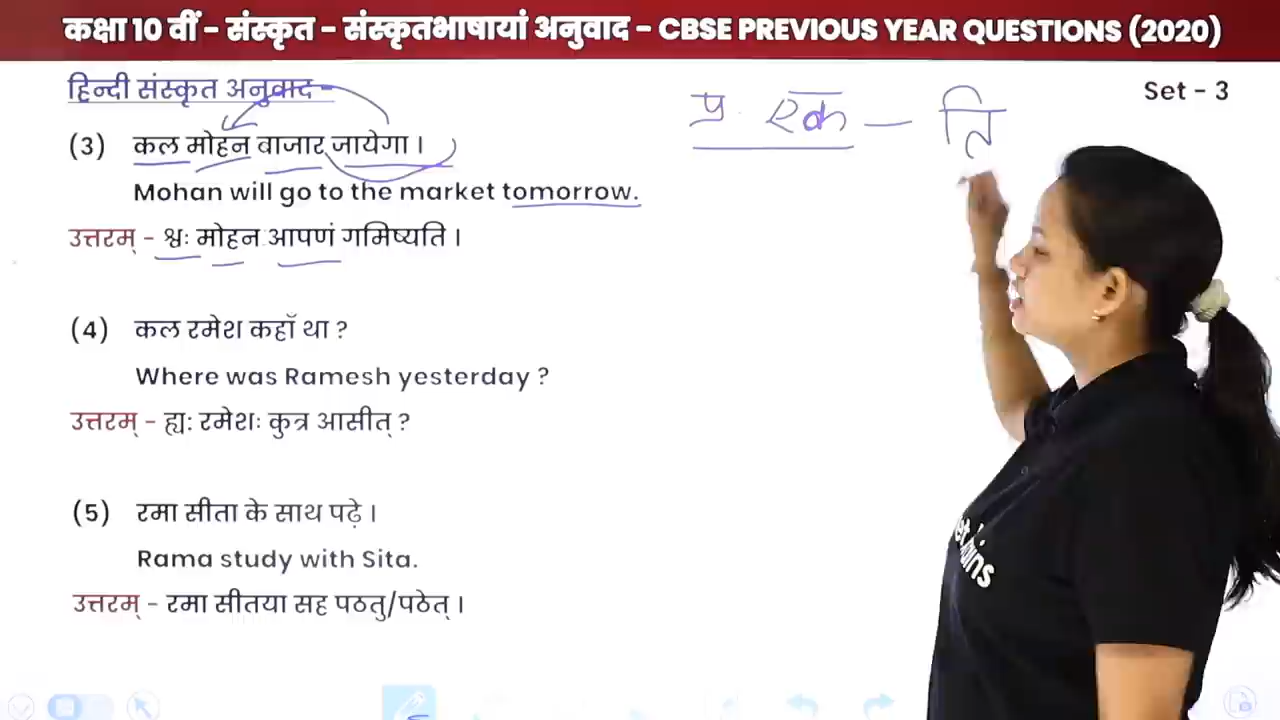 कक्षा 10 वीं - संस्कृत - संस्कृतभाषायां अनुवाद - CBSE PREVIOUS YEAR QUESTIONS (2020)
हिन्दी संस्कृत अनुवाद-
Set - 3
प्र. एक - ति
(3) कल मोहन बाजार जायेगा ।
Mohan will go to the market tomorrow.
उत्तरम् - श्वः मोहन आपणं गमिष्यति ।
(4) कल रमेश कहाँ था ?
Where was Ramesh yesterday ?
उत्तरम् - ह्य: रमेशः कुत्र आसीत् ?
(5) रमा सीता के साथ पढ़े ।
Rama study with Sita.
उत्तरम् - रमा सीतया सह पठतु/पठेत् ।